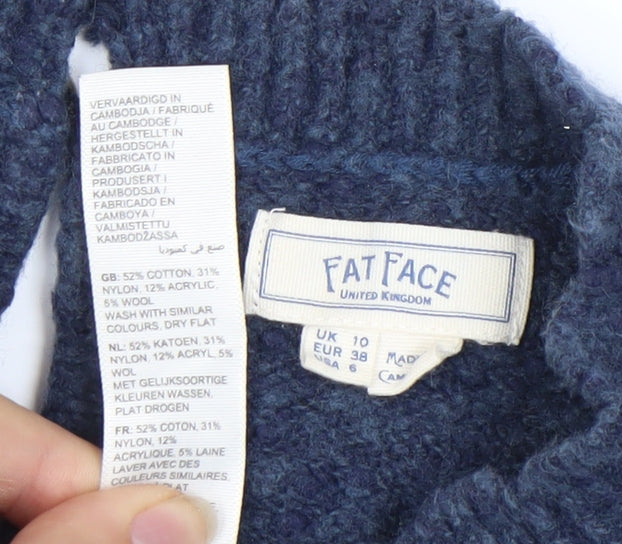 VERVAARDIGD IN
CAMBODJA / FABRIQUÉ
AU CAMBODGE /
HERGESTELLT IN
KAMBODSCHA /
FABBRICATO IN
CAMBOGIA /
PRODUSERT I
KAMBODSJA /
FABRICADO EN
CAMBOYA /
VALMISTETTU
KAMBODŽASSA
صنع في كمبوديا
GB: 52% COTTON, 31%
NYLON, 12% ACRYLIC,
5% WOOL
WASH WITH SIMILAR
COLOURS, DRY FLAT
NL: 52% KATOEN, 31%
NYLON, 12% ACRYL, 5%
WOL
MET GELIJKSOORTIGE
KLEUREN WASSEN,
PLAT DROGEN
FR: 52% COTON, 31%
NYLON, 12%
ACRYLIQUE, 5% LAINE
LAVER AVEC DES
COULEURS SIMILAIRES
PLAT
FAT FACE
UNITED KINGDOM
UK 10
EUR 38
USA 6
MAD
CAM